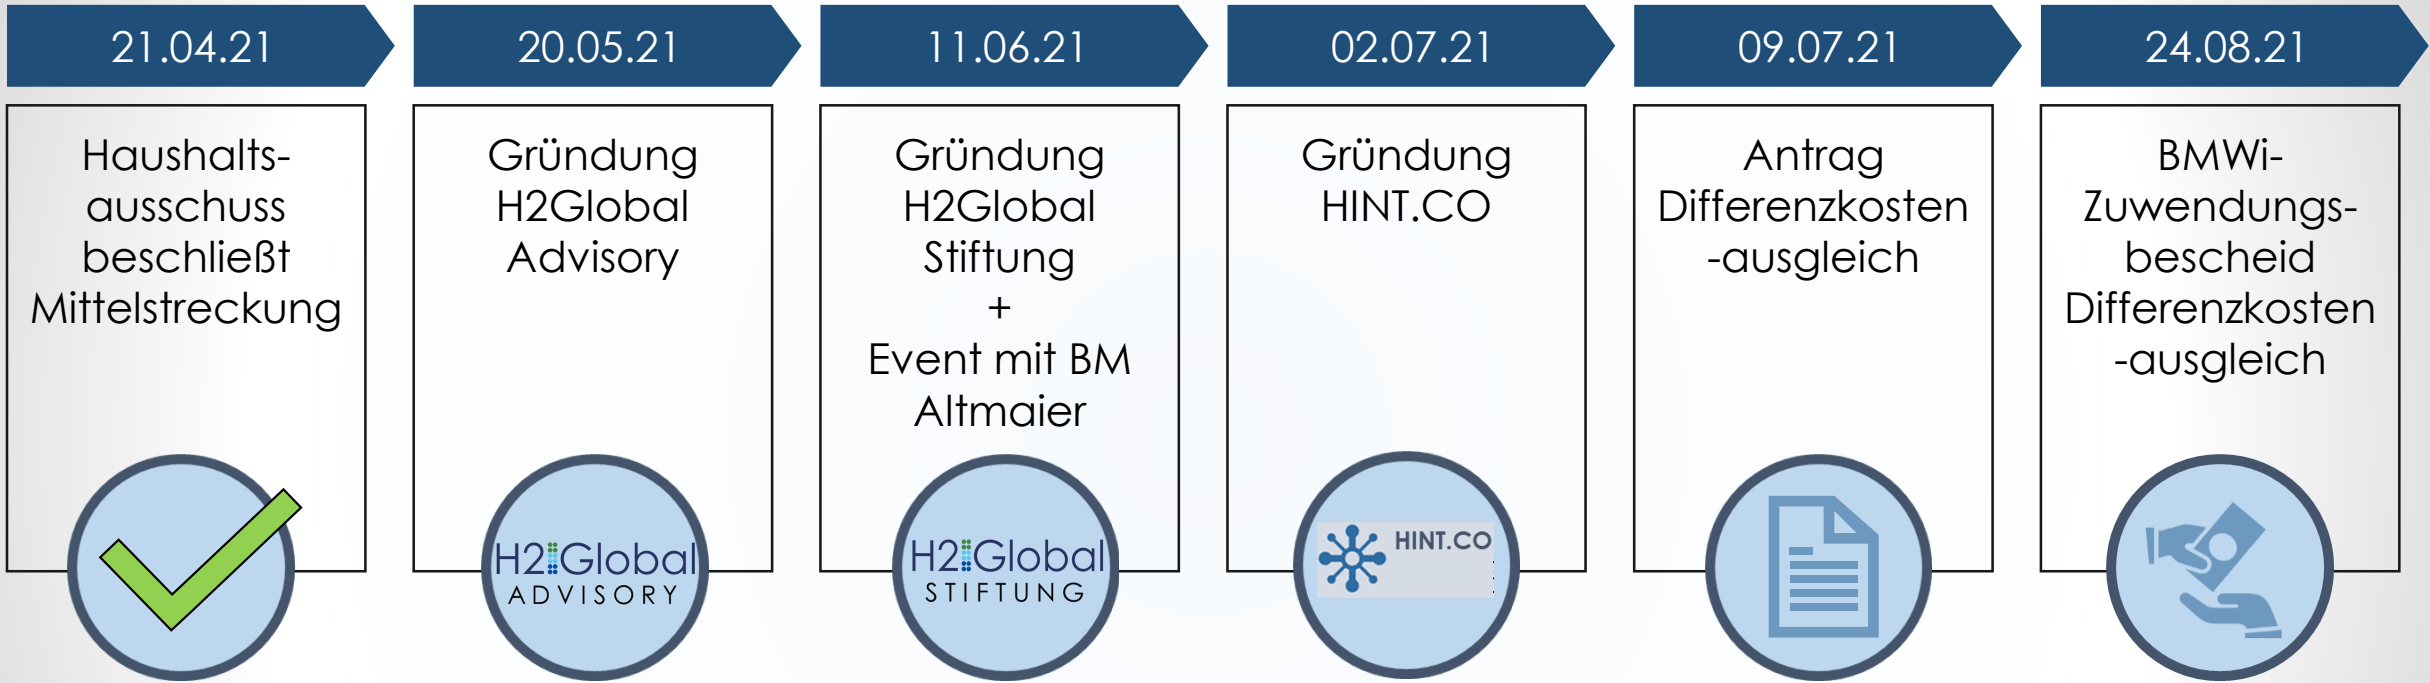 21.04.21
Haushalts-
ausschuss
beschließt
Mittelstreckung
20.05.21
Gründung
H2Global
Advisory
H2Global
ADVISORY
11.06.21
Gründung
H2Global
Stiftung
+
Event mit BM
Altmaier
H2Global
STIFTUNG
02.07.21
Gründung
HINT.CO
HINT.CO
09.07.21
Antrag
Differenzkosten
-ausgleich
24.08.21
BMWi-
Zuwendungs-
bescheid
Differenzkosten
-ausgleich